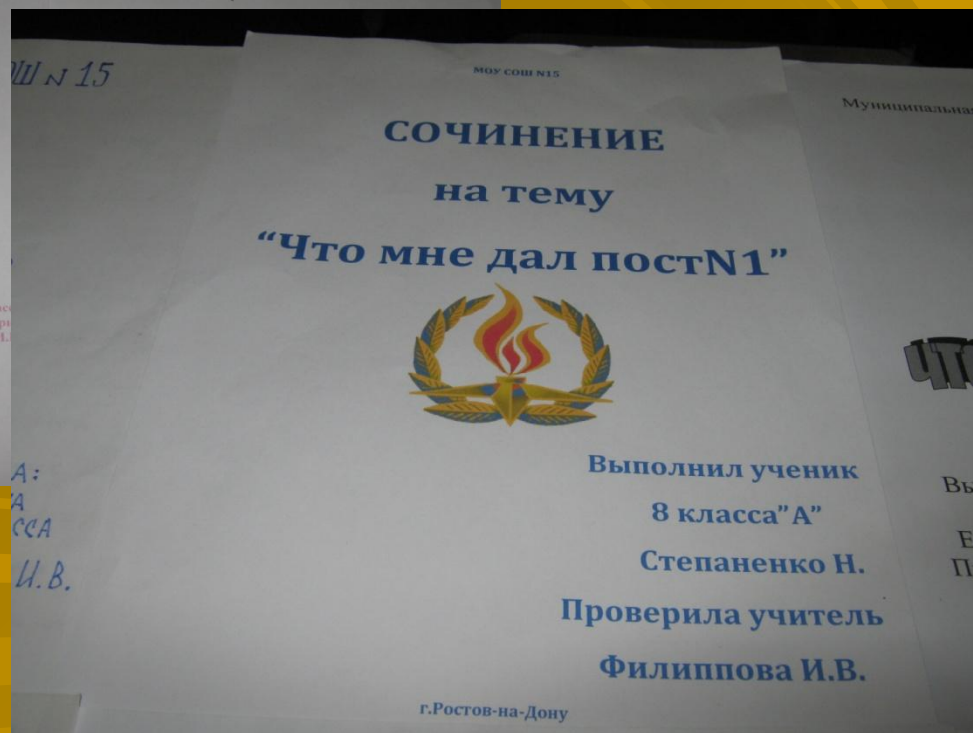 МОУ СОШ N15
СОЧИНЕНИЕ
на тему
“Что мне дал постN1”
Выполнил ученик
8 класса”А”
Степаненко Н.
Проверила учитель
Филиппова И.В.
г.Ростов-на-Дону
N 15
И.В.